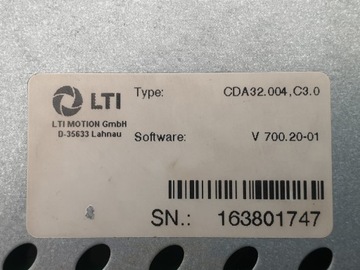 LTI
Type: CDA32.004,C3.0
LTI MOTION GmbH
D-35633 Lahnau
Software: V 700.20-01
SN.: 163801747